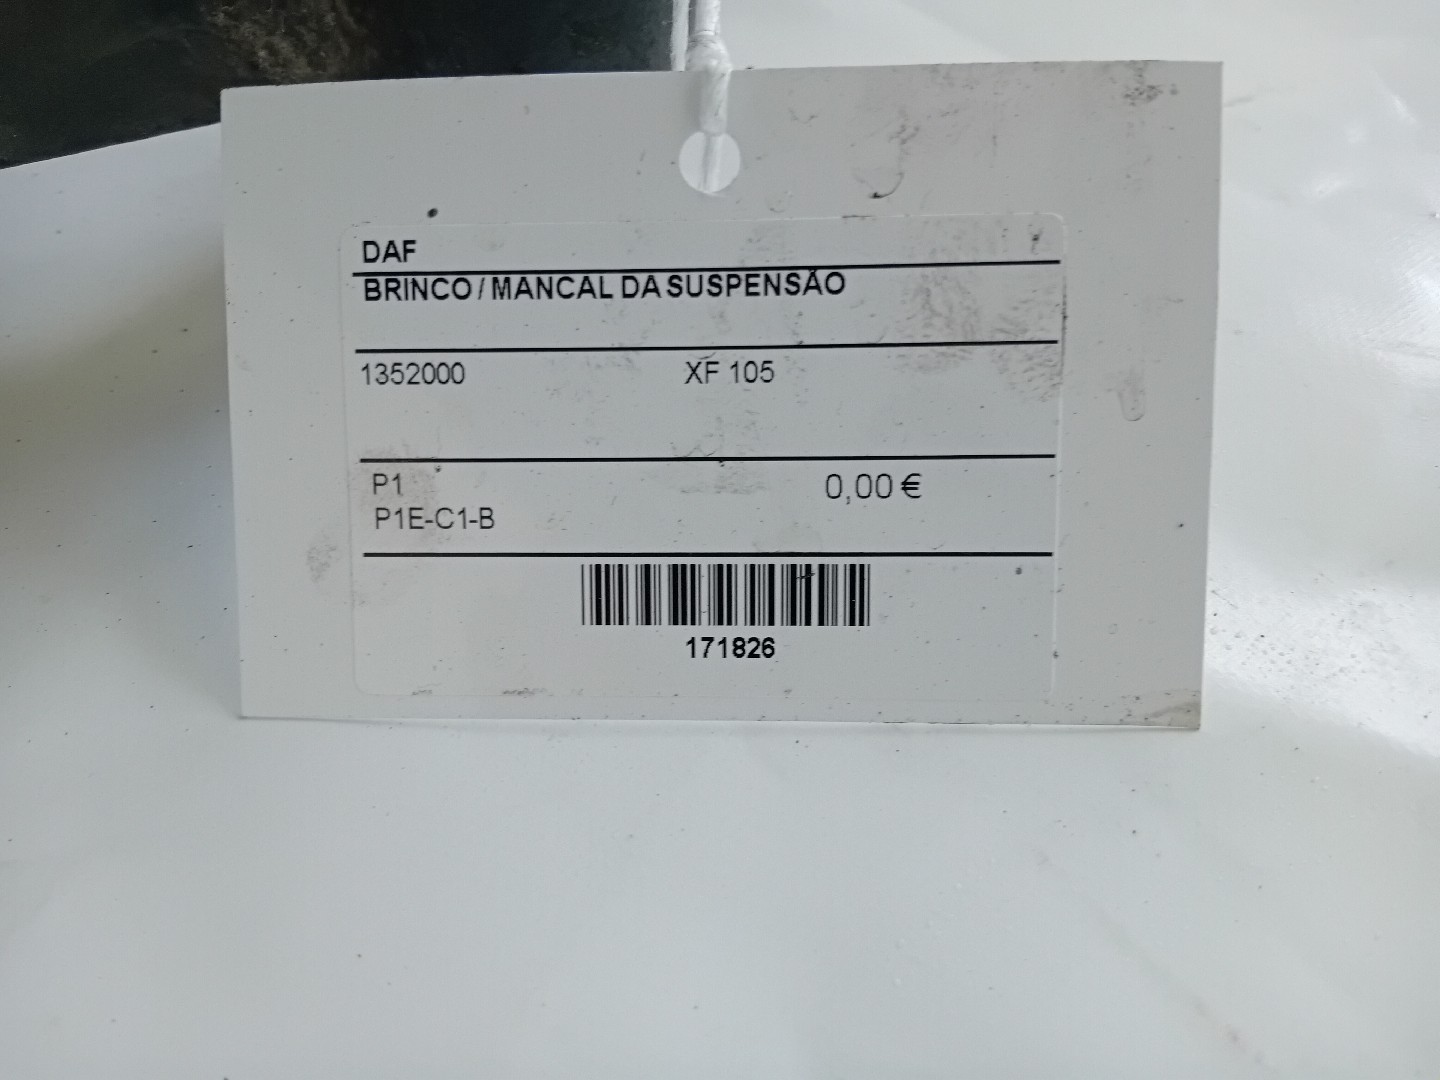 DAF
BRINCO / MANCAL DA SUSPENSÃO
1352000 XF 105
P1 0,00 €
P1E-C1-B
171826